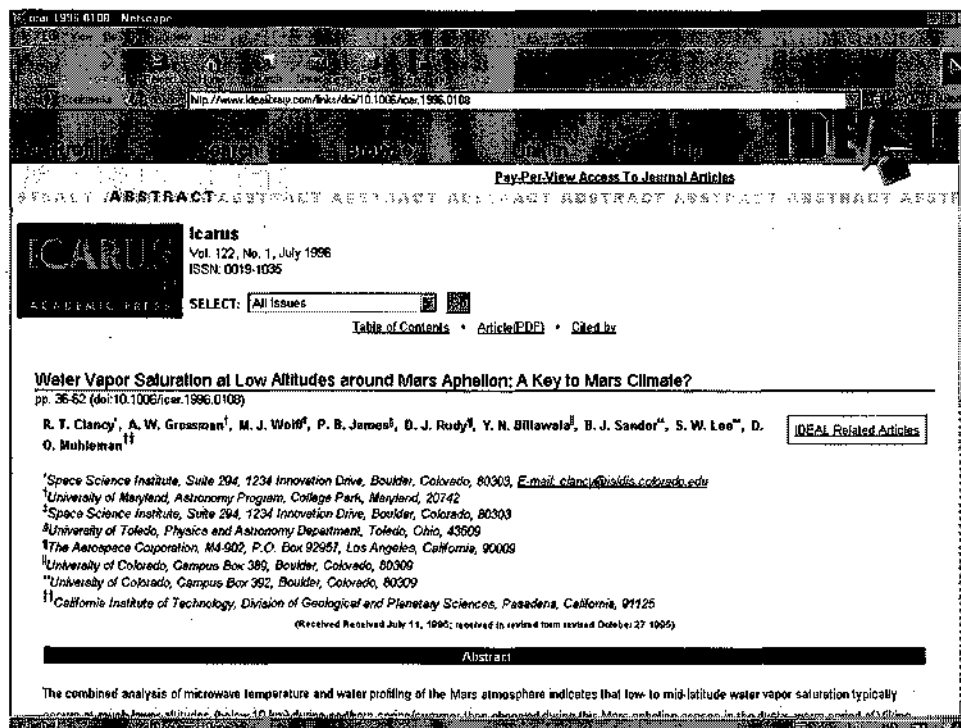 icar.1996.0108 - Netscape
http://www.idealibrary.com/links/doi/10.1006/icar.1996.0108
Pay-Per-View Access To Journal Articles
ABSTRACT
ICARUS
ACADEMIC PRESS
Icarus
Vol. 122, No. 1, July 1996
ISSN: 0019-1035
SELECT: All Issues
Table of Contents • Article(PDF) • Cited by
Water Vapor Saturation at Low Altitudes around Mars Aphelion: A Key to Mars Climate?
pp. 36-62 (doi:10.1006/icar.1996.0108)
R. T. Clancy*, A. W. Grossman†, M. J. Wolff‡, P. B. James§, D. J. Rudy¶, Y. N. Billawala‖, B. J. Sandor**, S. W. Lee**, D.
O. Muhleman††
IDEAL Related Articles
*Space Science Institute, Suite 294, 1234 Innovation Drive, Boulder, Colorado, 80303, E-mail: clancy@isidis.colorado.edu
†University of Maryland, Astronomy Program, College Park, Maryland, 20742
‡Space Science Institute, Suite 294, 1234 Innovation Drive, Boulder, Colorado, 80303
§University of Toledo, Physics and Astronomy Department, Toledo, Ohio, 43609
¶The Aerospace Corporation, M4-902, P.O. Box 92957, Los Angeles, California, 90009
‖University of Colorado, Campus Box 389, Boulder, Colorado, 80309
**University of Colorado, Campus Box 392, Boulder, Colorado, 80309
††California Institute of Technology, Division of Geological and Planetary Sciences, Pasadena, California, 91125
(Received Received July 11, 1995; received in revised form revised October 27 1995)
Abstract
The combined analysis of microwave temperature and water profiling of the Mars atmosphere indicates that low-to mid-latitude water vapor saturation typically